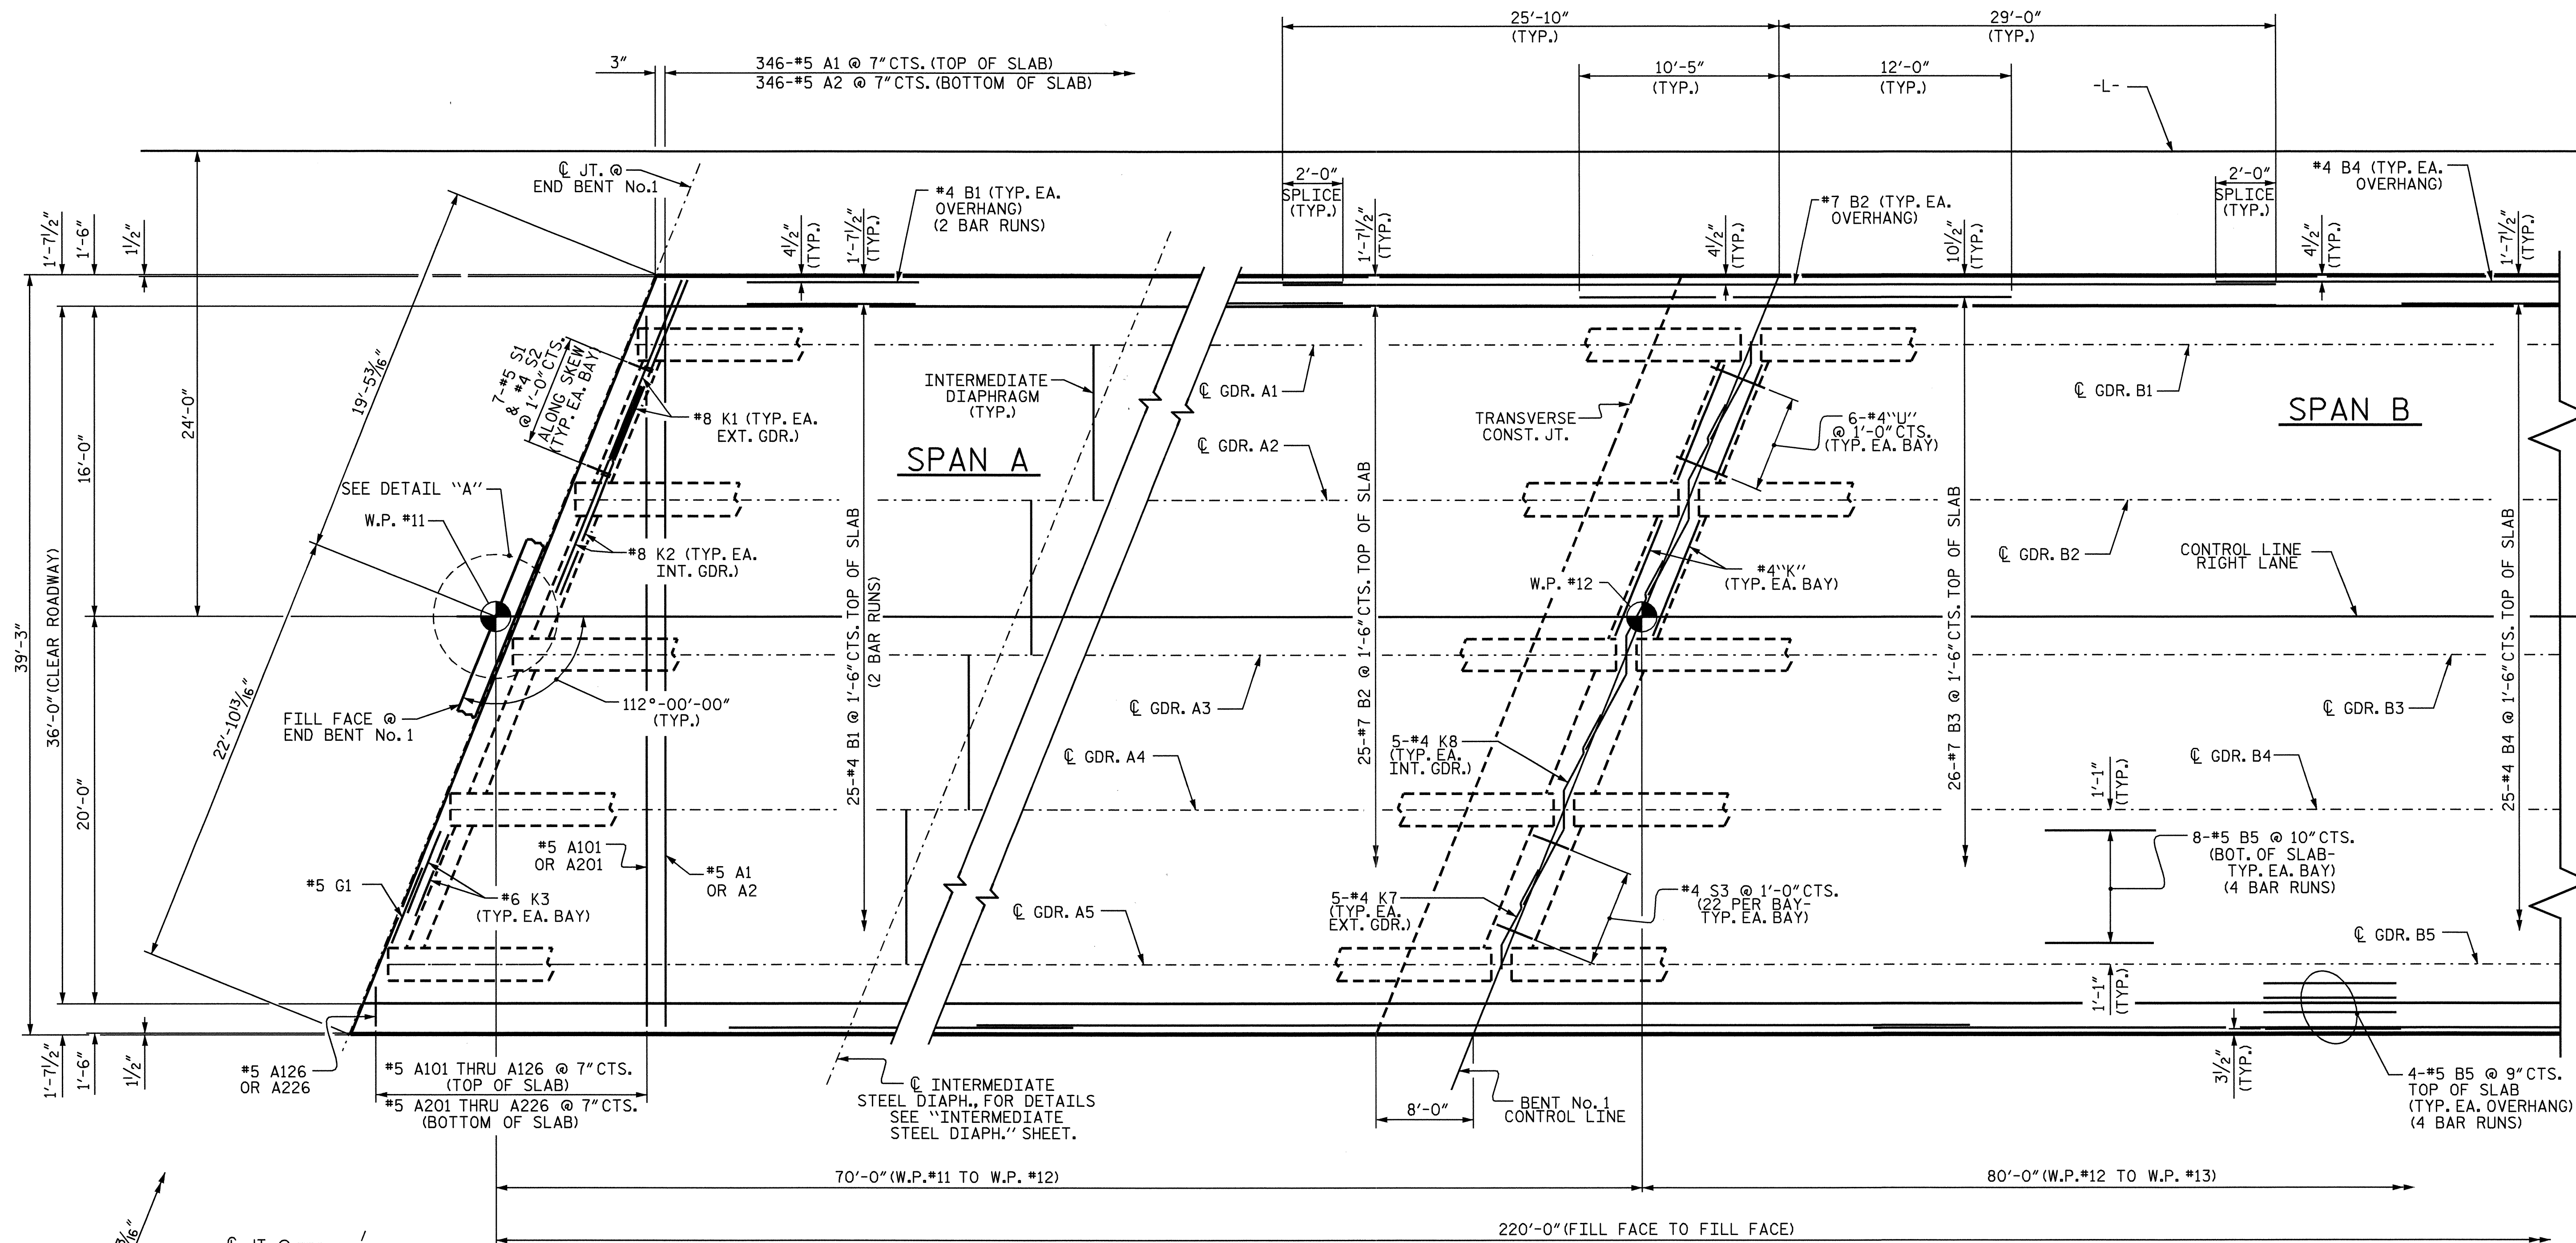 25'-10"
(TYP.)
29'-0"
(TYP.)
3"
346-#5 A1 @ 7" CTS. (TOP OF SLAB)
346-#5 A2 @ 7" CTS. (BOTTOM OF SLAB)
10'-5"
(TYP.)
12'-0"
(TYP.)
-L-
℄ JT. @
END BENT No.1
#4 B1 (TYP. EA.
OVERHANG)
(2 BAR RUNS)
2'-0"
SPLICE
(TYP.)
#7 B2 (TYP. EA.
OVERHANG)
2'-0"
SPLICE
(TYP.)
#4 B4 (TYP. EA.
OVERHANG)
1'-7½"
1'-6"
1½"
4½"
(TYP.)
1'-7½"
(TYP.)
1'-7½"
(TYP.)
4½"
(TYP.)
10½"
(TYP.)
4½"
(TYP.)
1'-7½"
(TYP.)
39'-3"
36'-0" (CLEAR ROADWAY)
16'-0"
20'-0"
24'-0"
19'-5³⁄₁₆"
22'-10¹³⁄₁₆"
7-#5 S1
& #4 S2
@ 1'-0" CTS.
ALONG SKEW
(TYP. EA. BAY)
#8 K1 (TYP. EA.
EXT. GDR.)
INTERMEDIATE
DIAPHRAGM
(TYP.)
℄ GDR. A1
℄ GDR. A2
TRANSVERSE
CONST. JT.
6-#4"U"
@ 1'-0" CTS.
(TYP. EA. BAY)
℄ GDR. B1
SPAN B
SPAN A
SEE DETAIL "A"
W.P. #11
#8 K2 (TYP. EA.
INT. GDR.)
25-#4 B1 @ 1'-6" CTS. TOP OF SLAB
(2 BAR RUNS)
25-#7 B2 @ 1'-6" CTS. TOP OF SLAB
26-#7 B3 @ 1'-6" CTS. TOP OF SLAB
25-#4 B4 @ 1'-6" CTS. TOP OF SLAB
W.P. #12
#4"K"
(TYP. EA. BAY)
℄ GDR. B2
CONTROL LINE
RIGHT LANE
FILL FACE @
END BENT No. 1
112°-00'-00"
(TYP.)
℄ GDR. A3
℄ GDR. B3
℄ GDR. A4
5-#4 K8
(TYP. EA.
INT. GDR.)
℄ GDR. B4
1'-1"
(TYP.)
8-#5 B5 @ 10" CTS.
(BOT. OF SLAB-
TYP. EA. BAY)
(4 BAR RUNS)
#5 A101
OR A201
#5 A1
OR A2
#5 G1
#6 K3
(TYP. EA. BAY)
℄ GDR. A5
5-#4 K7
(TYP. EA.
EXT. GDR.)
#4 S3 @ 1'-0" CTS.
(22 PER BAY-
TYP. EA. BAY)
℄ GDR. B5
1'-1"
(TYP.)
3½"
(TYP.)
1'-7½"
1'-6"
1½"
#5 A126
OR A226
#5 A101 THRU A126 @ 7" CTS.
(TOP OF SLAB)
#5 A201 THRU A226 @ 7" CTS.
(BOTTOM OF SLAB)
℄ INTERMEDIATE
STEEL DIAPH., FOR DETAILS
SEE "INTERMEDIATE
STEEL DIAPH." SHEET.
8'-0"
BENT No. 1
CONTROL LINE
4-#5 B5 @ 9" CTS.
TOP OF SLAB
(TYP. EA. OVERHANG)
(4 BAR RUNS)
70'-0" (W.P.#11 TO W.P. #12)
80'-0" (W.P.#12 TO W.P. #13)
220'-0" (FILL FACE TO FILL FACE)